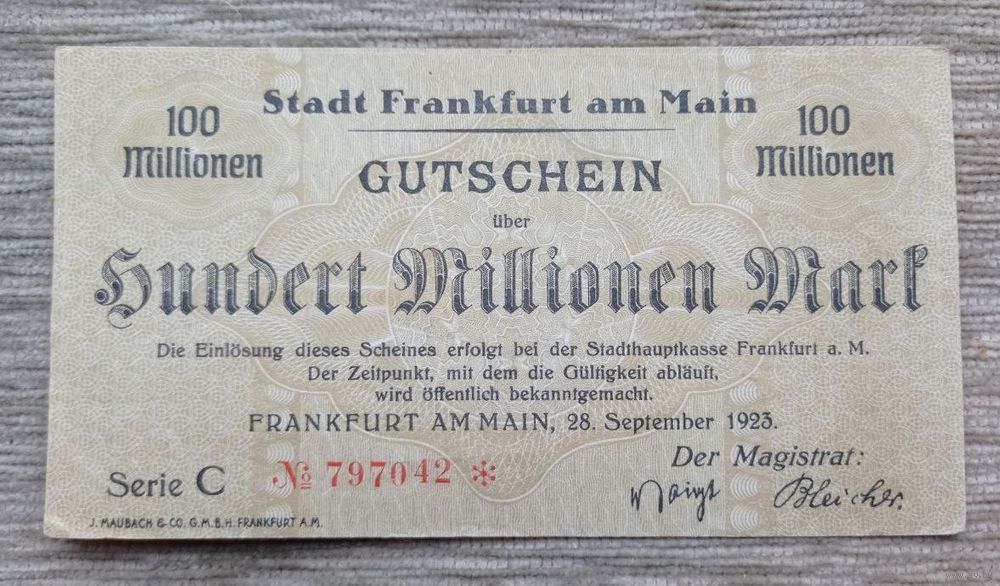 Stadt Frankfurt am Main
100 Millionen
100 Millionen
GUTSCHEIN
über
Hundert Millionen Mark
Die Einlösung dieses Scheines erfolgt bei der Stadthauptkasse Frankfurt a. M.
Der Zeitpunkt, mit dem die Gültigkeit abläuft,
wird öffentlich bekanntgemacht.
FRANKFURT AM MAIN, 28. September 1923.
Der Magistrat:
Serie C № 797042 *
Voigt Bleicher.
J. MAUBACH & CO. G.M.B.H. FRANKFURT A.M.